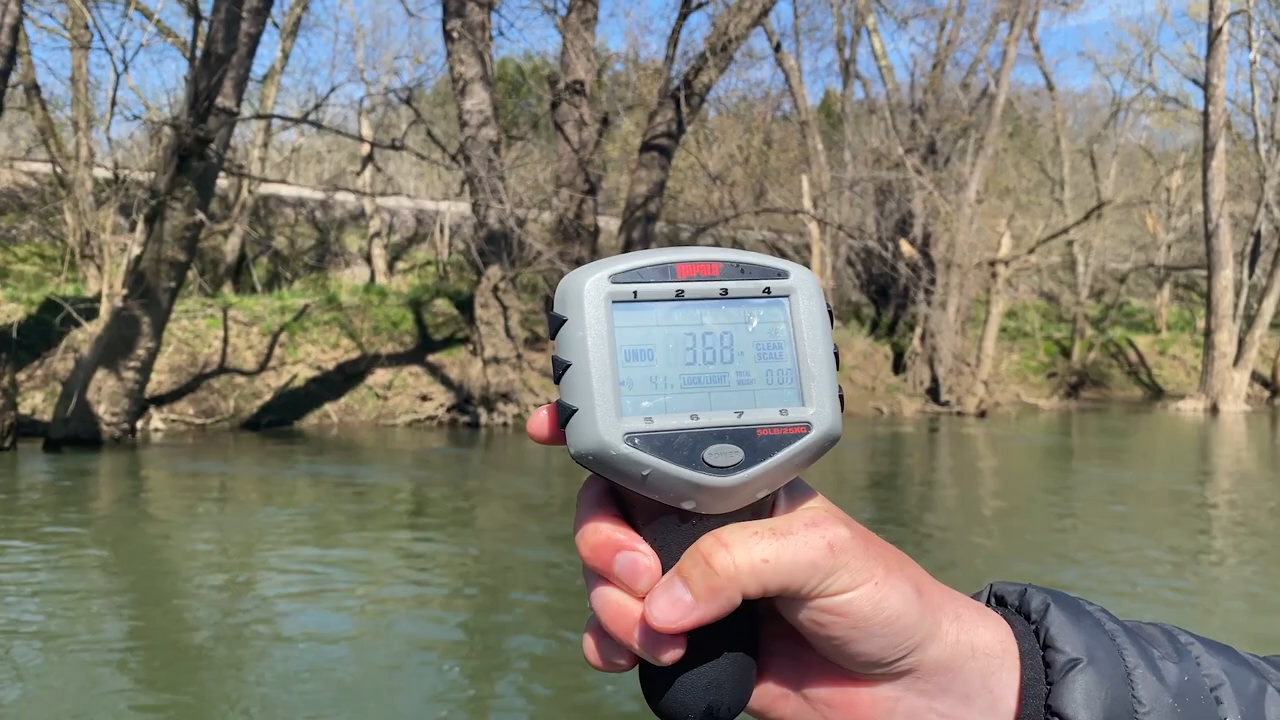 Rapala
1 2 3 4
UNDO
3.68
LB
CLEAR
SCALE
LOCK/LIGHT
TOTAL
WEIGHT
0.00
5 6 7 8
50LB/25KG
POWER